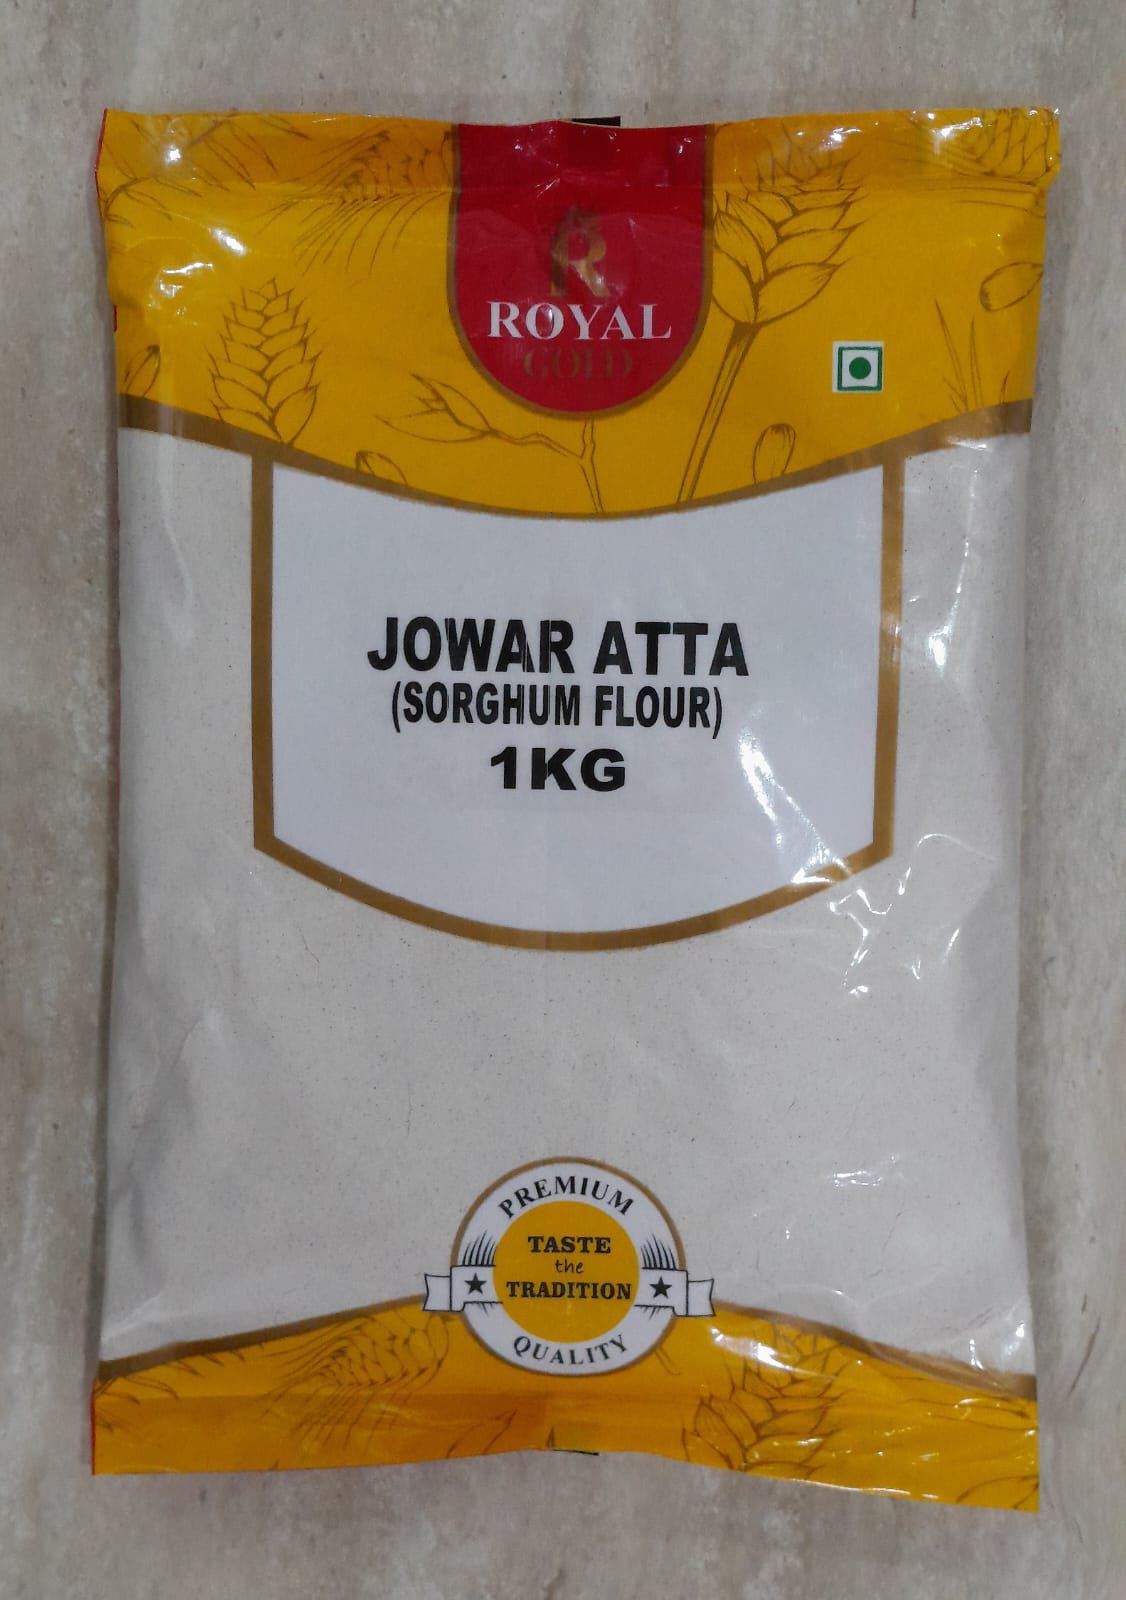 R
ROYAL
GOLD
JOWAR ATTA
(SORGHUM FLOUR)
1KG
PREMIUM
TASTE
the
TRADITION
QUALITY